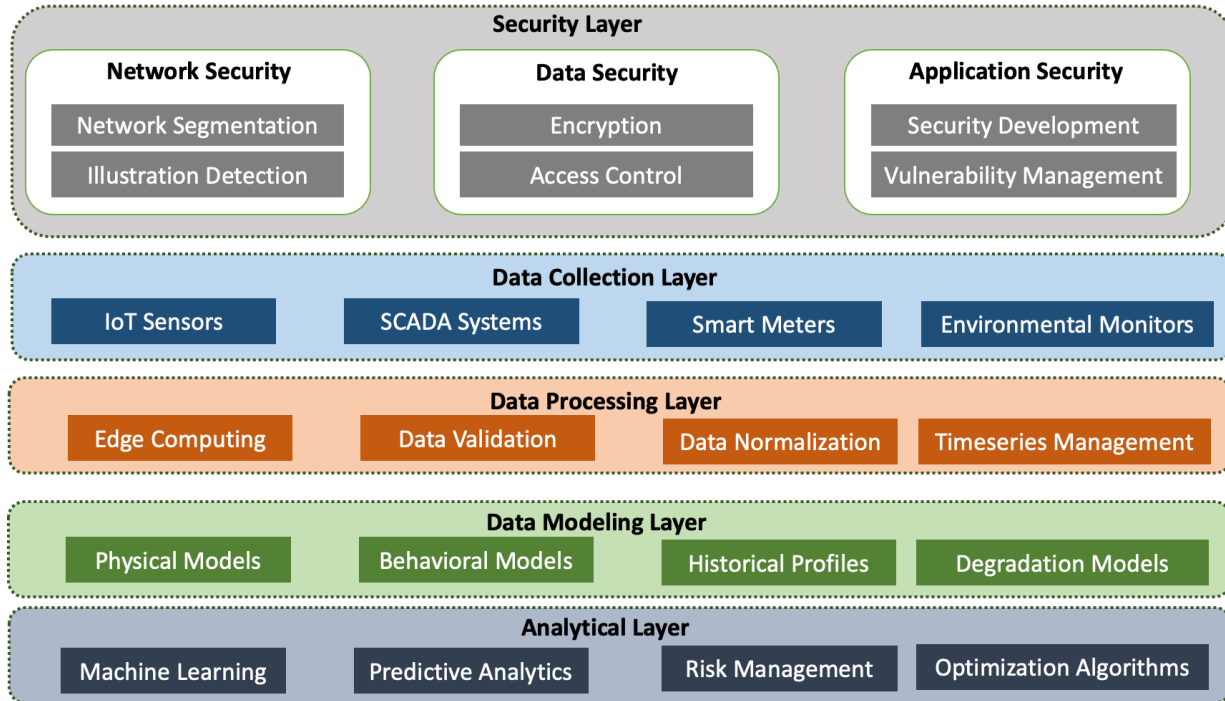 Security Layer
Network Security
Data Security
Application Security
Network Segmentation
Encryption
Security Development
Illustration Detection
Access Control
Vulnerability Management
Data Collection Layer
IoT Sensors
SCADA Systems
Smart Meters
Environmental Monitors
Data Processing Layer
Edge Computing
Data Validation
Data Normalization
Timeseries Management
Data Modeling Layer
Physical Models
Behavioral Models
Historical Profiles
Degradation Models
Analytical Layer
Machine Learning
Predictive Analytics
Risk Management
Optimization Algorithms